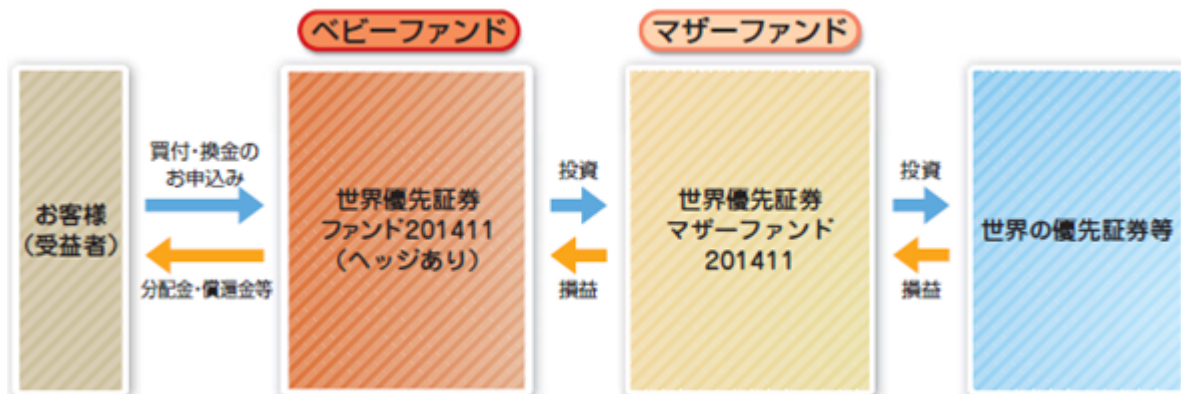 ベビーファンド
マザーファンド
お客様
（受益者）
買付・換金の
お申込み
分配金・償還金等
世界優先証券
ファンド201411
（ヘッジあり）
投資
損益
世界優先証券
マザーファンド
201411
投資
損益
世界の優先証券等